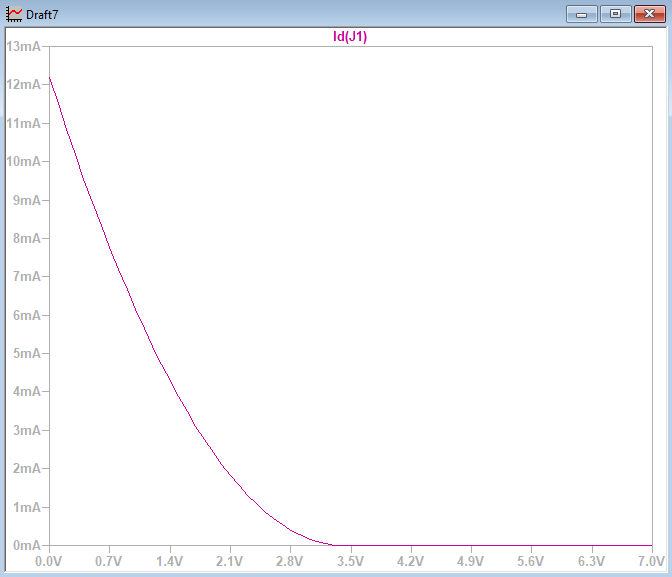 Draft7
Id(J1)
13mA
12mA
11mA
10mA
9mA
8mA
7mA
6mA
5mA
4mA
3mA
2mA
1mA
0mA
0.0V 0.7V 1.4V 2.1V 2.8V 3.5V 4.2V 4.9V 5.6V 6.3V 7.0V